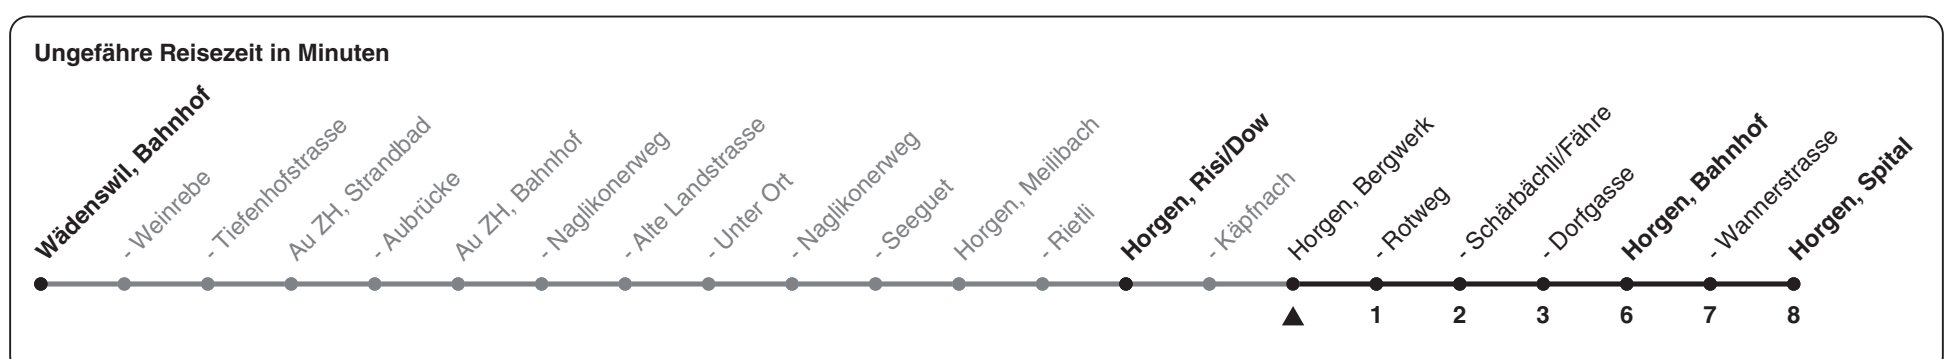 Ungefähre Reisezeit in Minuten
Wädenswil, Bahnhof
- Weinrebe
- Tiefenhofstrasse
Au ZH, Strandbad
- Aubrücke
Au ZH, Bahnhof
- Naglikonerweg
- Alte Landstrasse
- Unter Ort
- Naglikonerweg
- Seeguet
Horgen, Meilibach
- Rietli
Horgen, Risi/Dow
- Käpfnach
Horgen, Bergwerk
- Rotweg
- Schärbächli/Fähre
- Dorfgasse
Horgen, Bahnhof
- Wannerstrasse
Horgen, Spital
1 2 3 6 7 8